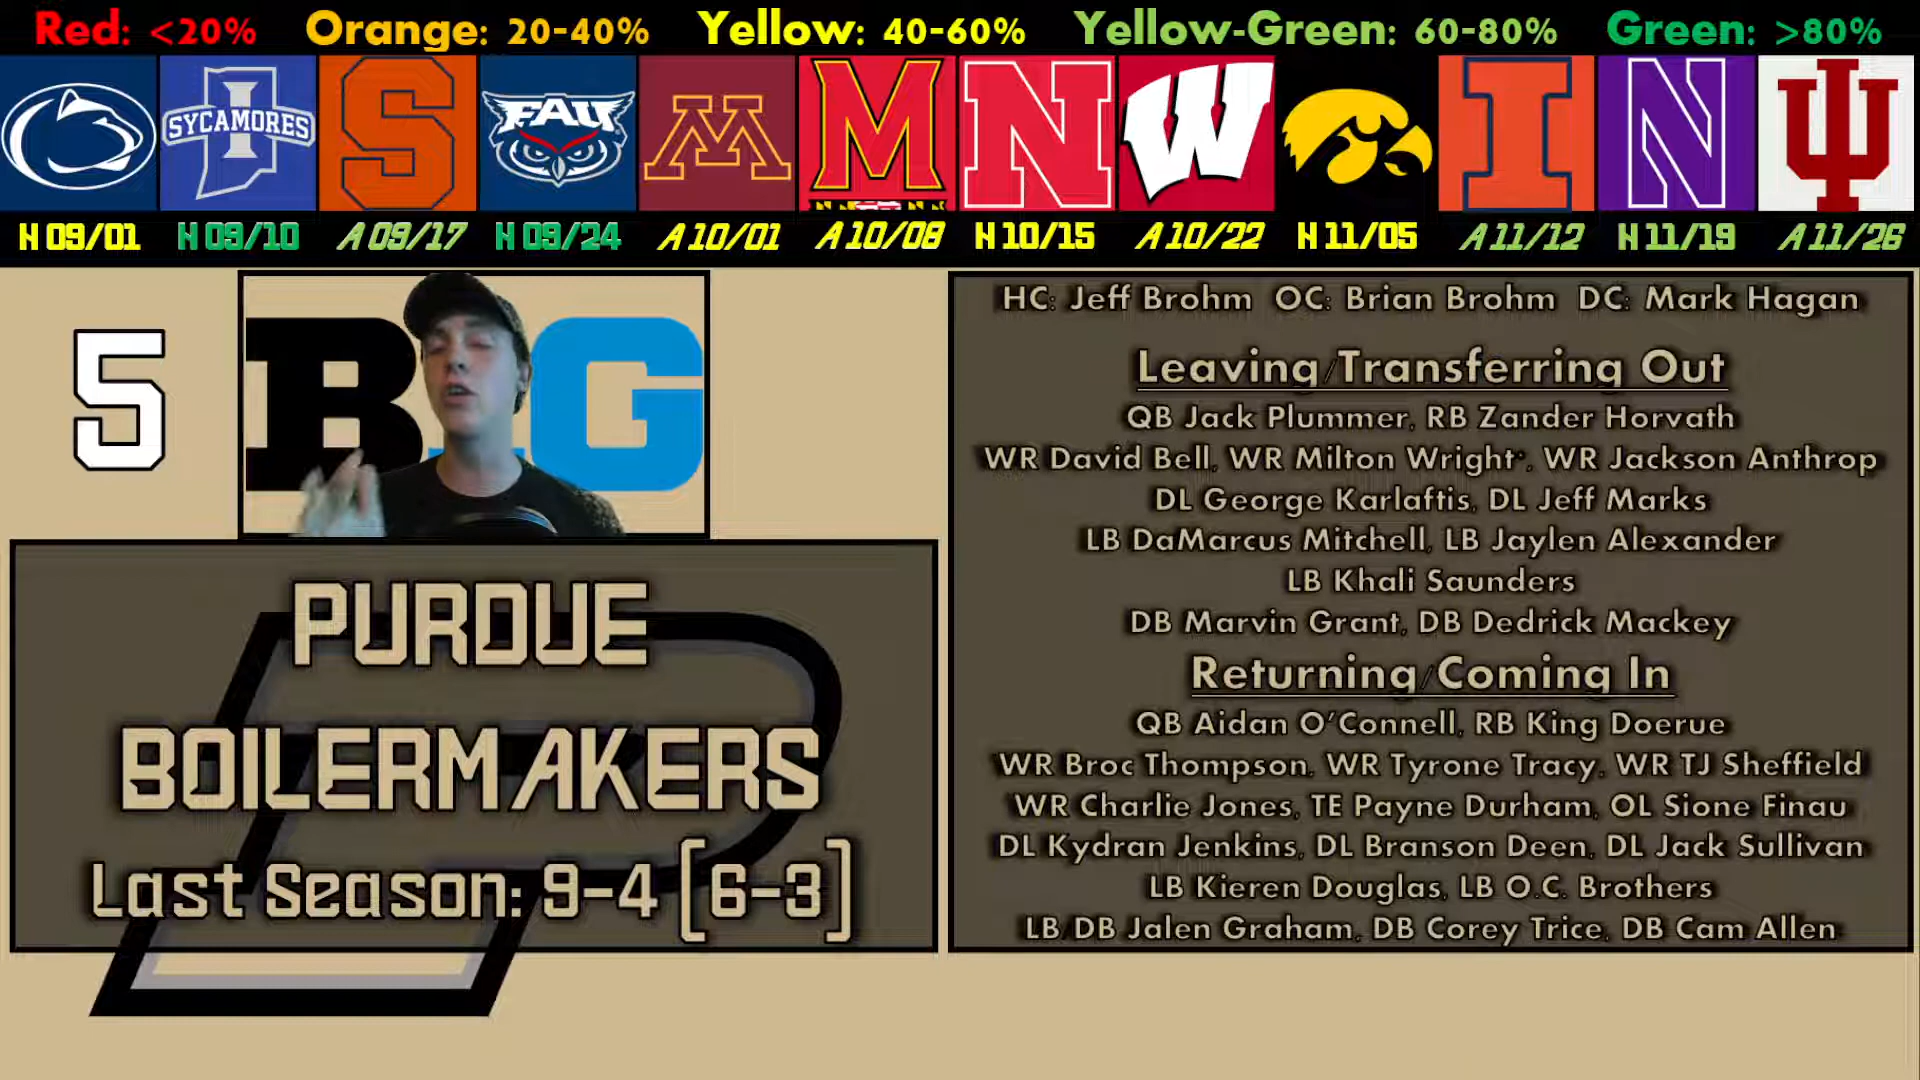 Red: <20% Orange: 20-40% Yellow: 40-60% Yellow-Green: 60-80% Green: >80%
SYCAMORES
FAU
H 09/01 H 09/10 A 09/17 H 09/24 A 10/01 A 10/08 H 10/15 A 10/22 H 11/05 A 11/12 H 11/19 A 11/26
5
B1G
PURDUE
BOILERMAKERS
Last Season: 9-4 [6-3]
HC: Jeff Brohm OC: Brian Brohm DC: Mark Hagan
Leaving/Transferring Out
QB Jack Plummer, RB Zander Horvath
WR David Bell, WR Milton Wright*, WR Jackson Anthrop
DL George Karlaftis, DL Jeff Marks
LB DaMarcus Mitchell, LB Jaylen Alexander
LB Khali Saunders
DB Marvin Grant, DB Dedrick Mackey
Returning/Coming In
QB Aidan O'Connell, RB King Doerue
WR Broc Thompson, WR Tyrone Tracy, WR TJ Sheffield
WR Charlie Jones, TE Payne Durham, OL Sione Finau
DL Kydran Jenkins, DL Branson Deen, DL Jack Sullivan
LB Kieren Douglas, LB O.C. Brothers
LB/DB Jalen Graham, DB Corey Trice, DB Cam Allen